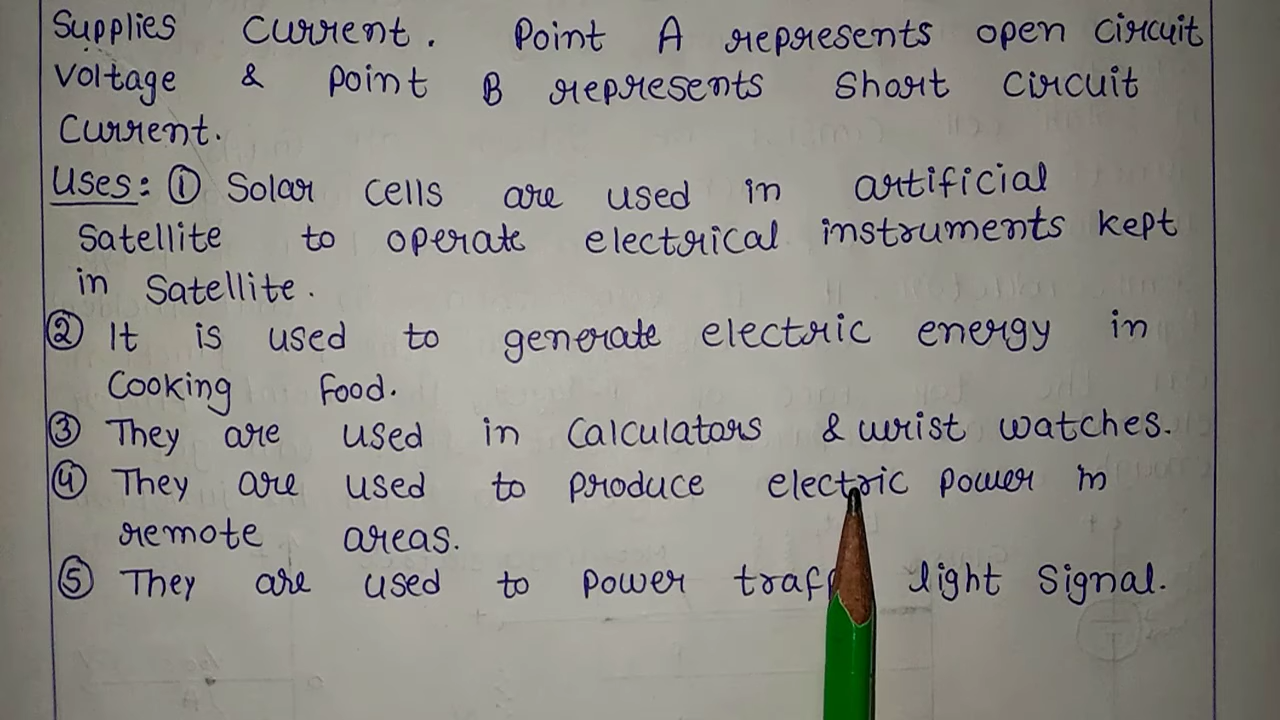 Supplies Current. Point A represents open circuit
Voltage & Point B represents Short Circuit
Current.
Uses: ① Solar cells are used in artificial
Satellite to operate electrical instruments kept
in Satellite.
② It is used to generate electric energy in
Cooking Food.
③ They are used in Calculators & wrist watches.
④ They are used to produce electric power in
remote areas.
⑤ They are used to power light Signal.